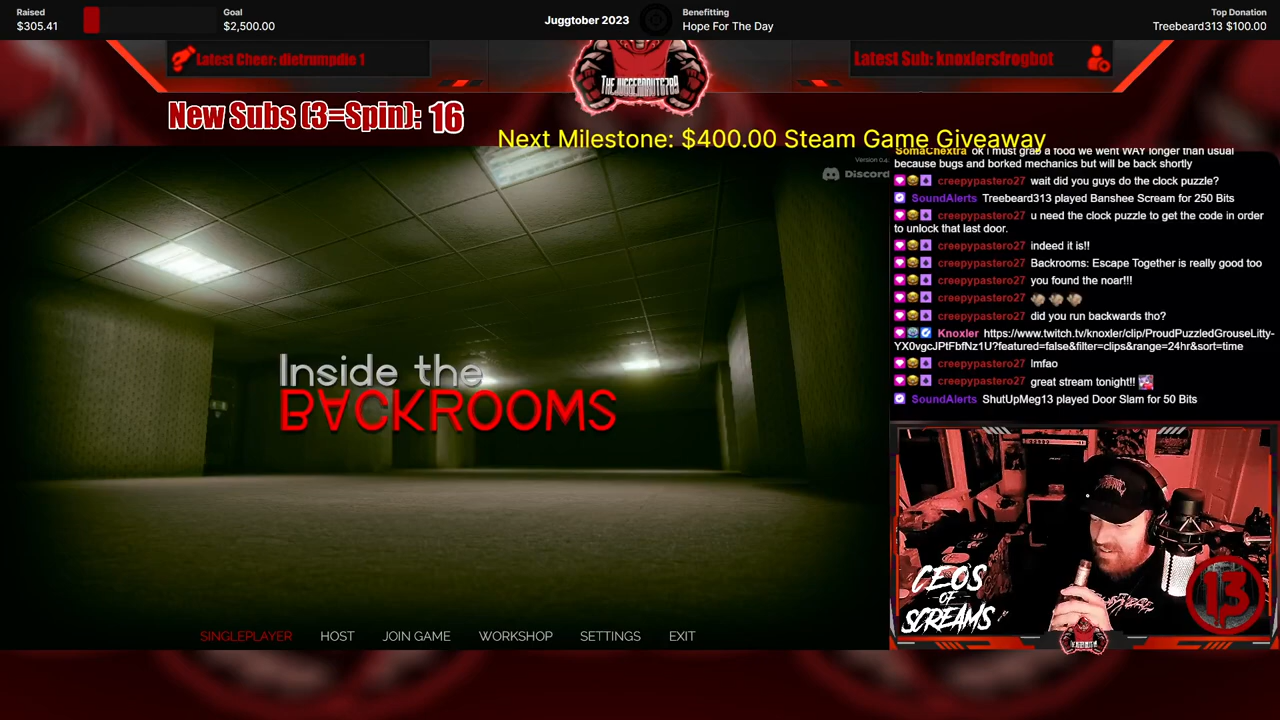 Raised
$305.41
Goal
$2,500.00
Juggtober 2023
Benefitting
Hope For The Day
Top Donation
Treebeard313 $100.00
Latest Cheer: dietrumpdie 1
THEJUGGERNAUT6789
Latest Sub: knoxlersfrogbot
New Subs (3=Spin): 16
Next Milestone: $400.00 Steam Game Giveaway
Version 0.4.
Discord
SomaCnextra ok i must grab a food we went WAY longer than usual
because bugs and borked mechanics but will be back shortly
creepypastero27 wait did you guys do the clock puzzle?
SoundAlerts Treebeard313 played Banshee Scream for 250 Bits
creepypastero27 u need the clock puzzle to get the code in order
to unlock that last door.
creepypastero27 indeed it is!!
creepypastero27 Backrooms: Escape Together is really good too
creepypastero27 you found the noar!!!
creepypastero27
creepypastero27 did you run backwards tho?
Knoxler https://www.twitch.tv/knoxler/clip/ProudPuzzledGrouseLitty-
YX0vgcJPtFbfNz1U?featured=false&filter=clips&range=24hr&sort=time
creepypastero27 lmfao
creepypastero27 great stream tonight!!
SoundAlerts ShutUpMeg13 played Door Slam for 50 Bits
Inside the
BACKROOMS
CEOS
OF
SCREAMS
13
SINGLEPLAYER
HOST
JOIN GAME
WORKSHOP
SETTINGS
EXIT